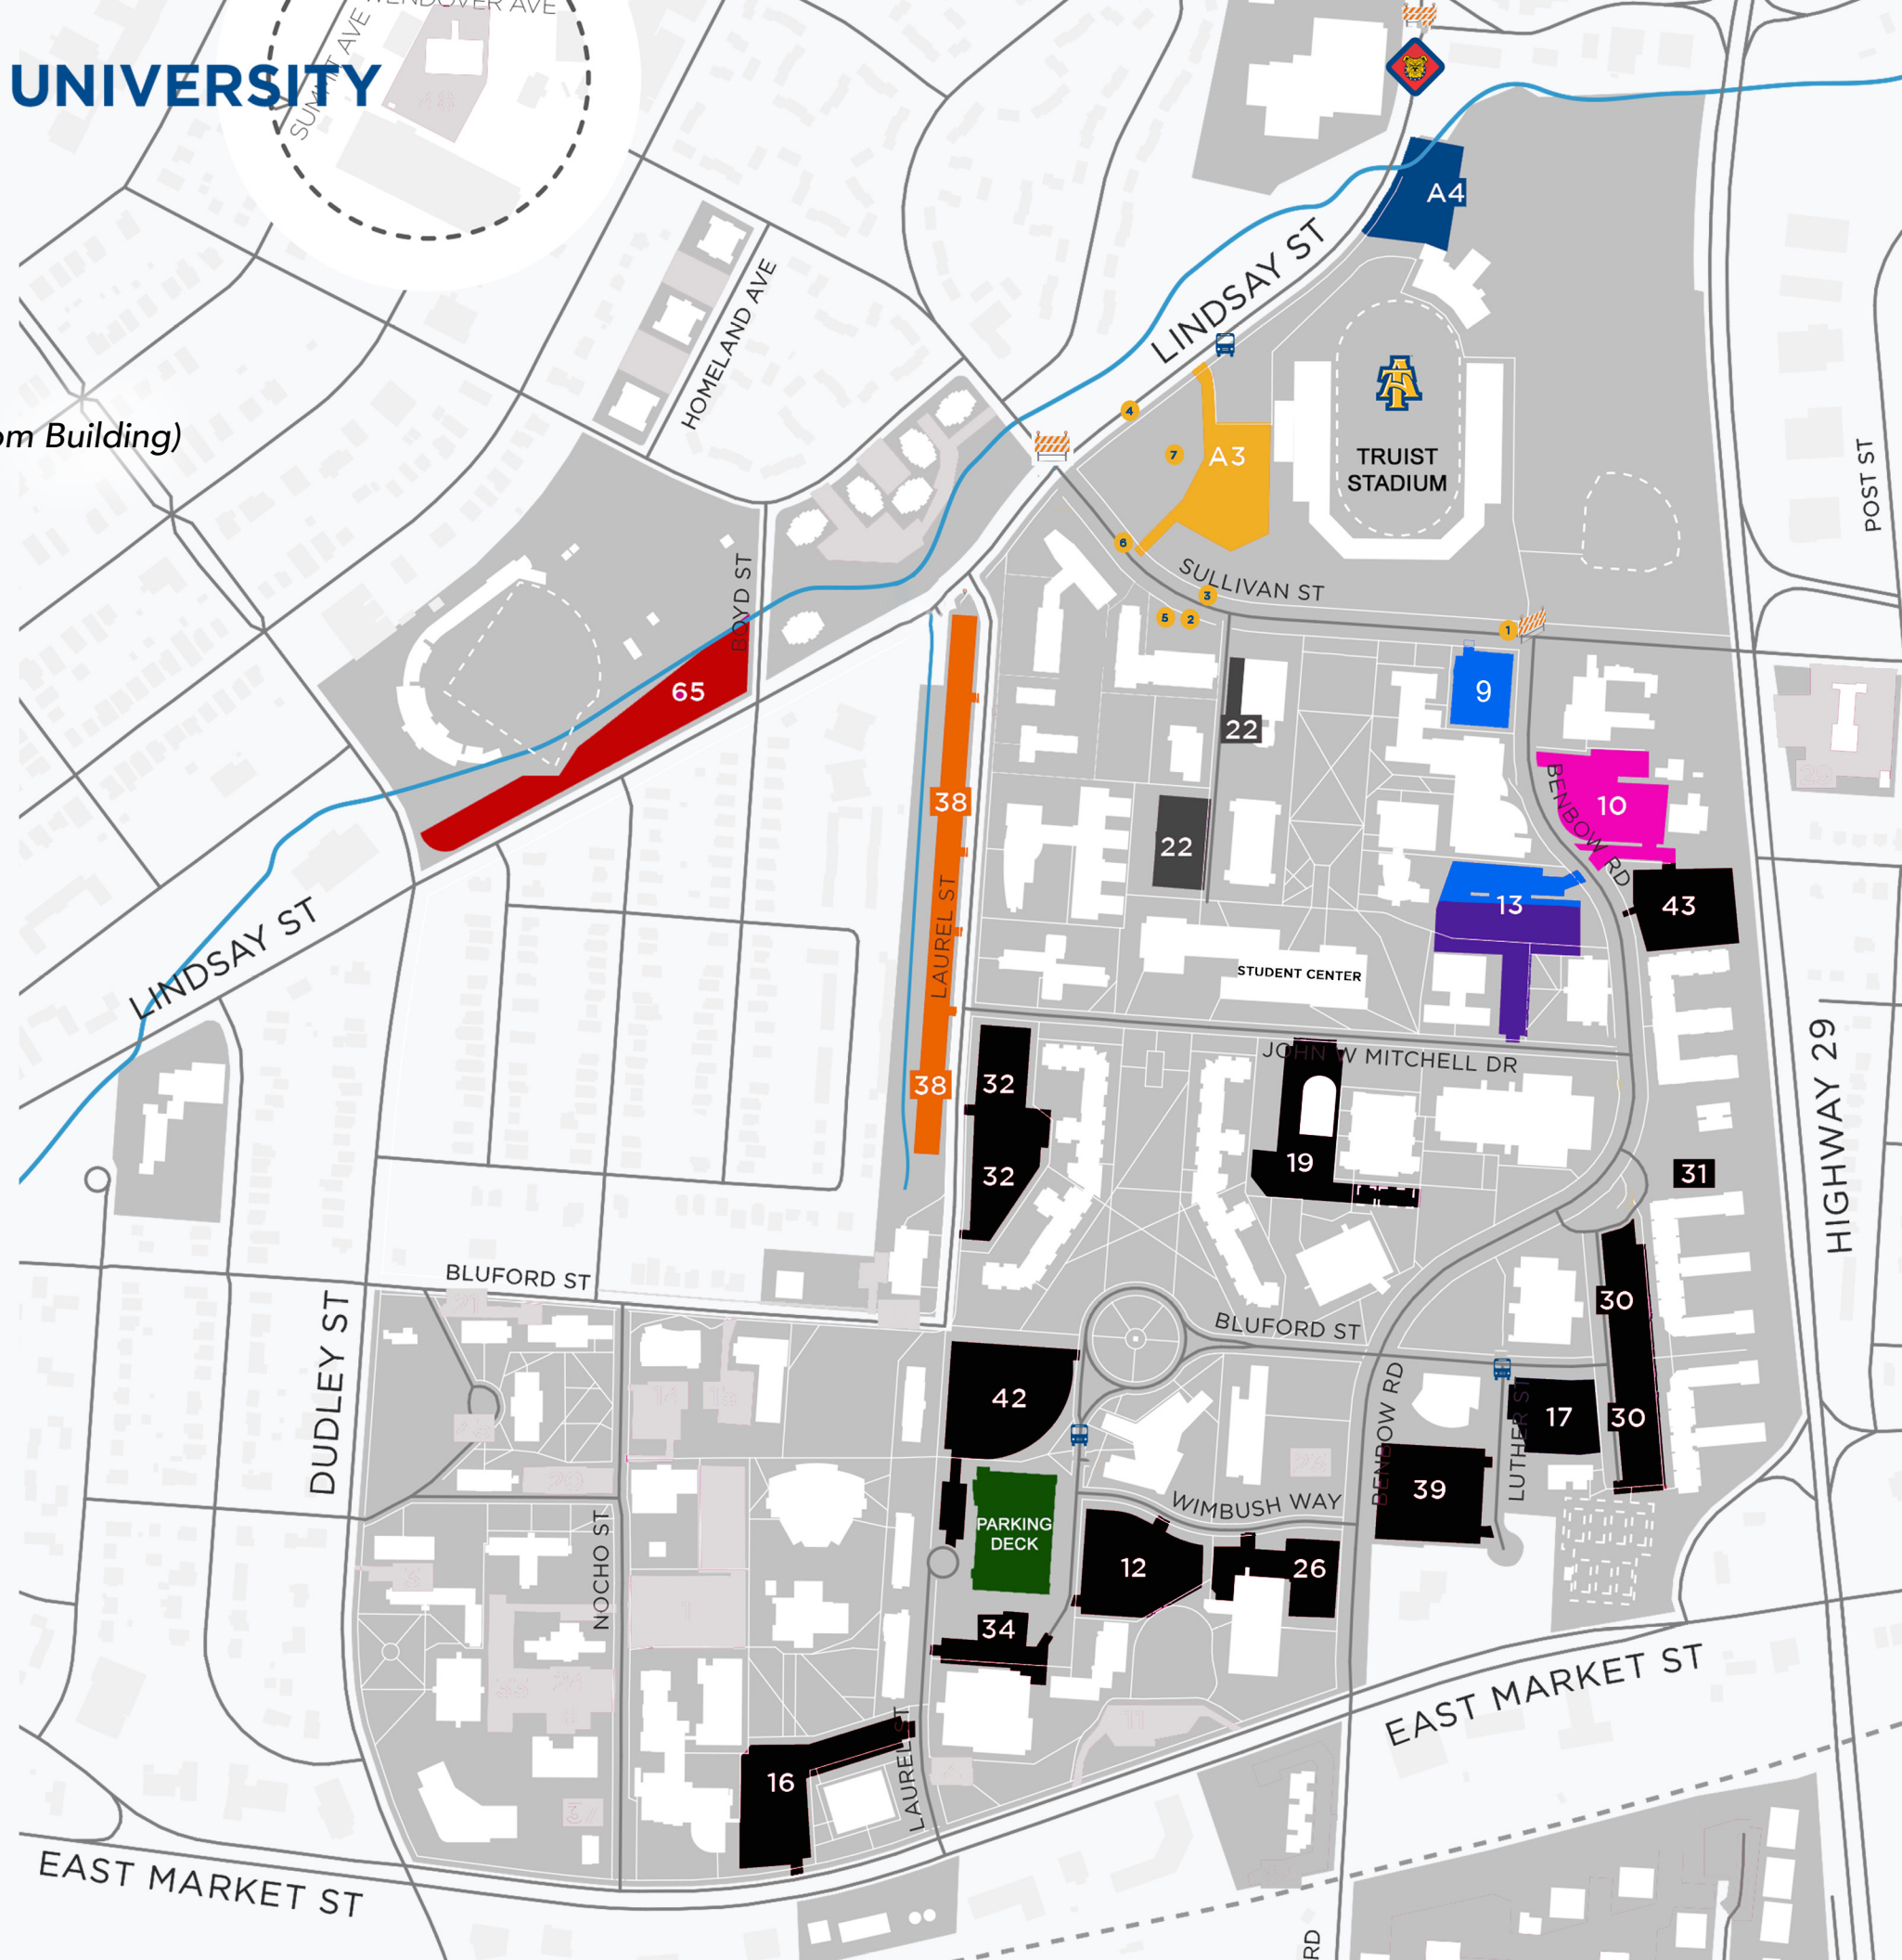 WENDOVER AVE
SUMMIT AVE
UNIVERSITY
A4
LINDSAY ST
HOMELAND AVE
om Building)
4
7
A3
TRUIST
STADIUM
POST ST
6
SULLIVAN ST
3
5
2
1
BOYD ST
65
9
22
38
BENBOW RD
10
22
13
43
LAUREL ST
LINDSAY ST
STUDENT CENTER
JOHN W MITCHELL DR
32
38
HIGHWAY 29
32
19
31
BLUFORD ST
21
30
BLUFORD ST
DUDLEY ST
42
BENBOW RD
LUTHER ST
17
30
39
WIMBUSH WAY
PARKING
DECK
NOCHO ST
12
26
4
1
34
EAST MARKET ST
11
LAUREL ST
16
EAST MARKET ST
RD